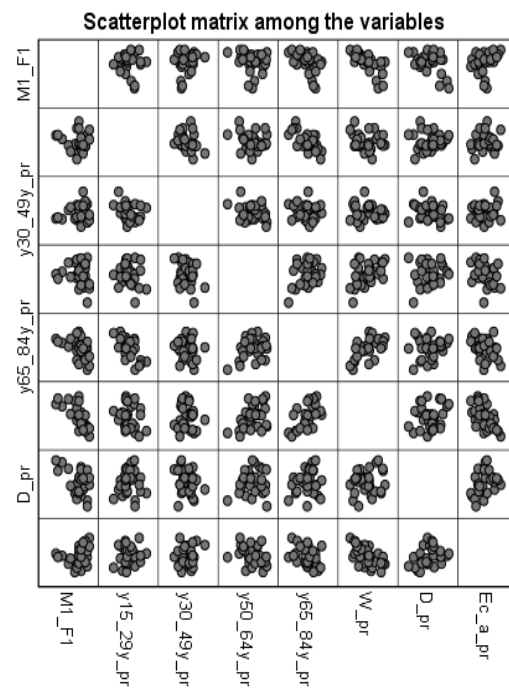 Scatterplot matrix among the variables
M1_F1
y30_49y_pr
y65_84y_pr
D_pr
M1_F1
y15_29y_pr
y30_49y_pr
y50_64y_pr
y65_84y_pr
W_pr
D_pr
Ec_a_pr